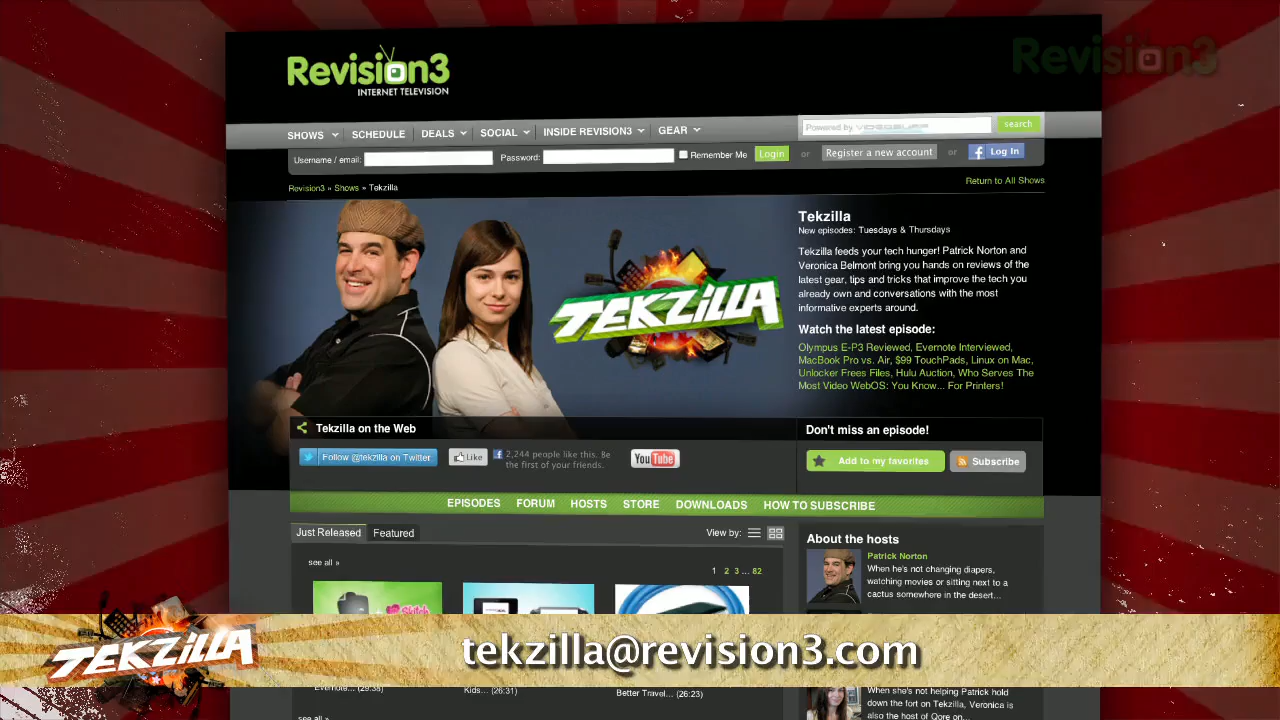 Revision3
INTERNET TELEVISION
Revision3
SHOWS
SCHEDULE
DEALS
SOCIAL
INSIDE REVISION3
GEAR
Powered by
search
Username / email:
Password:
Remember Me
Login
or
Register a new account
or
f Log In
Revision3 » Shows » Tekzilla
Return to All Shows
TEKZILLA
Tekzilla
New episodes: Tuesdays & Thursdays
Tekzilla feeds your tech hunger! Patrick Norton and
Veronica Belmont bring you hands on reviews of the
latest gear, tips and tricks that improve the tech you
already own and conversations with the most
informative experts around.
Watch the latest episode:
Olympus E-P3 Reviewed, Evernote Interviewed,
MacBook Pro vs. Air, $99 TouchPads, Linux on Mac,
Unlocker Frees Files, Hulu Auction, Who Serves The
Most Video WebOS: You Know... For Printers!
Tekzilla on the Web
Follow @tekzilla on Twitter
Like
f 2,244 people like this. Be
the first of your friends.
YouTube
Don't miss an episode!
Add to my favorites
Subscribe
EPISODES
FORUM
HOSTS
STORE
DOWNLOADS
HOW TO SUBSCRIBE
Just Released
Featured
View by:
see all »
1 2 3 ... 82
Skitch
About the hosts
Patrick Norton
When he's not changing diapers,
watching movies or sitting next to a
cactus somewhere in the desert...
TEKZILLA
tekzilla@revision3.com
Evernote... (29:38)
Kids... (26:31)
Better Travel... (26:23)
When she's not helping Patrick hold
down the fort on Tekzilla, Veronica is
also the host of Qore on...
see all »